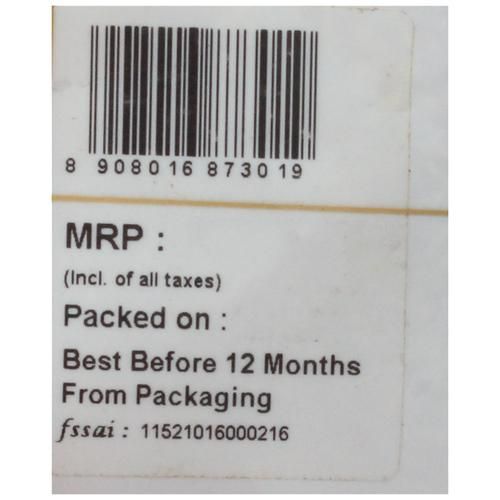 8 908016 873019
MRP :
(Incl. of all taxes)
Packed on :
Best Before 12 Months
From Packaging
fssai : 11521016000216